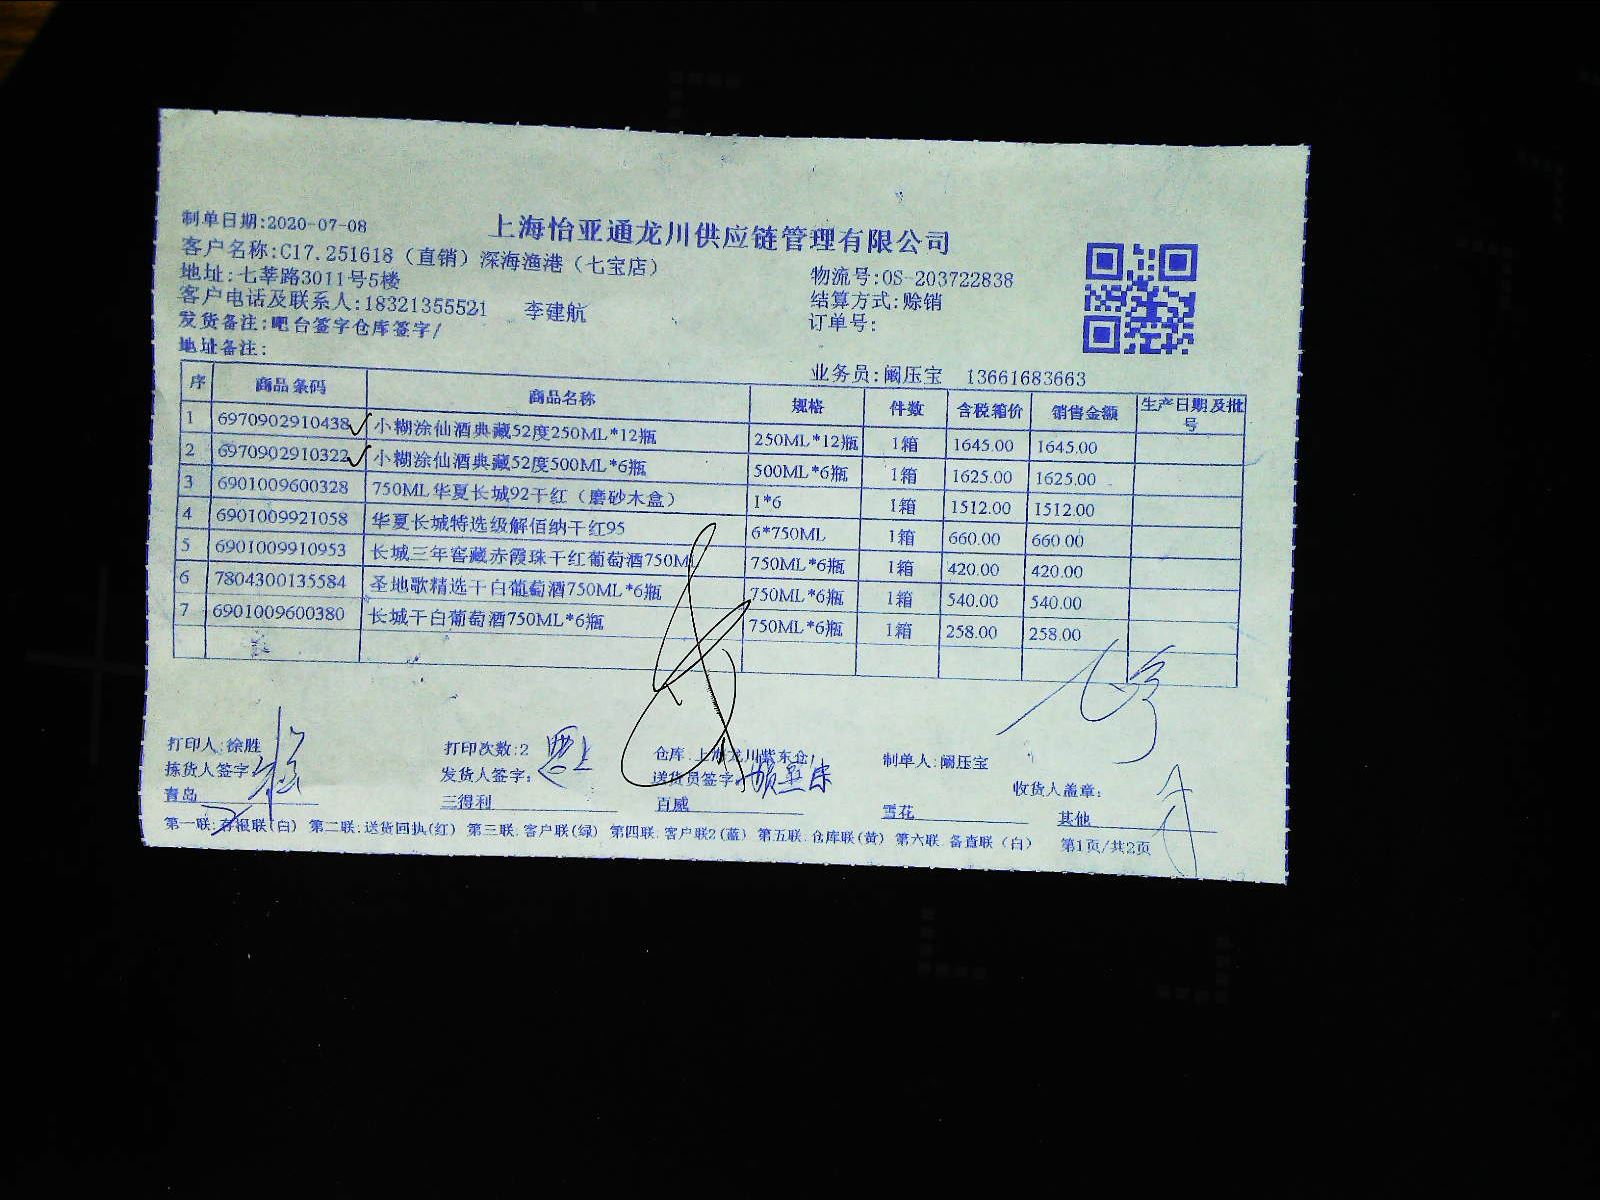 制单日期:2020-07-08
上海怡亚通龙川供应链管理有限公司
客户名称:C17.251618（直销）深海渔港（七宝店）
地址:七莘路3011号5楼
物流号:OS-203722838
客户电话及联系人:18321355521 李建航
结算方式:赊销
发货备注:吧台签字仓库签字/
订单号:
地址备注:
业务员:阚压宝 13661683663
序 商品条码 商品名称 规格 件数 含税箱价 销售金额 生产日期及批号
1 6970902910438 小糊涂仙酒典藏52度250ML*12瓶 250ML*12瓶 1箱 1645.00 1645.00
2 6970902910322 小糊涂仙酒典藏52度500ML*6瓶 500ML*6瓶 1箱 1625.00 1625.00
3 6901009600328 750ML华夏长城92干红（磨砂木盒） 1*6 1箱 1512.00 1512.00
4 6901009921058 华夏长城特选级解佰纳干红95 6*750ML 1箱 660.00 660.00
5 6901009910953 长城三年窖藏赤霞珠干红葡萄酒750ML 750ML*6瓶 1箱 420.00 420.00
6 7804300135584 圣地歌精选干白葡萄酒750ML*6瓶 750ML*6瓶 1箱 540.00 540.00
7 6901009600380 长城干白葡萄酒750ML*6瓶 750ML*6瓶 1箱 258.00 258.00
打印人:徐胜 打印次数:2 仓库:上海龙川紫东仓 制单人:阚压宝
拣货人签字 发货人签字: 送货员签字: 收货人盖章:
青岛 三得利 百威 雪花 其他
第一联:存根联(白) 第二联:送货回执(红) 第三联:客户联(绿) 第四联:客户联2(蓝) 第五联:仓库联(黄) 第六联:备查联（白） 第1页/共2页